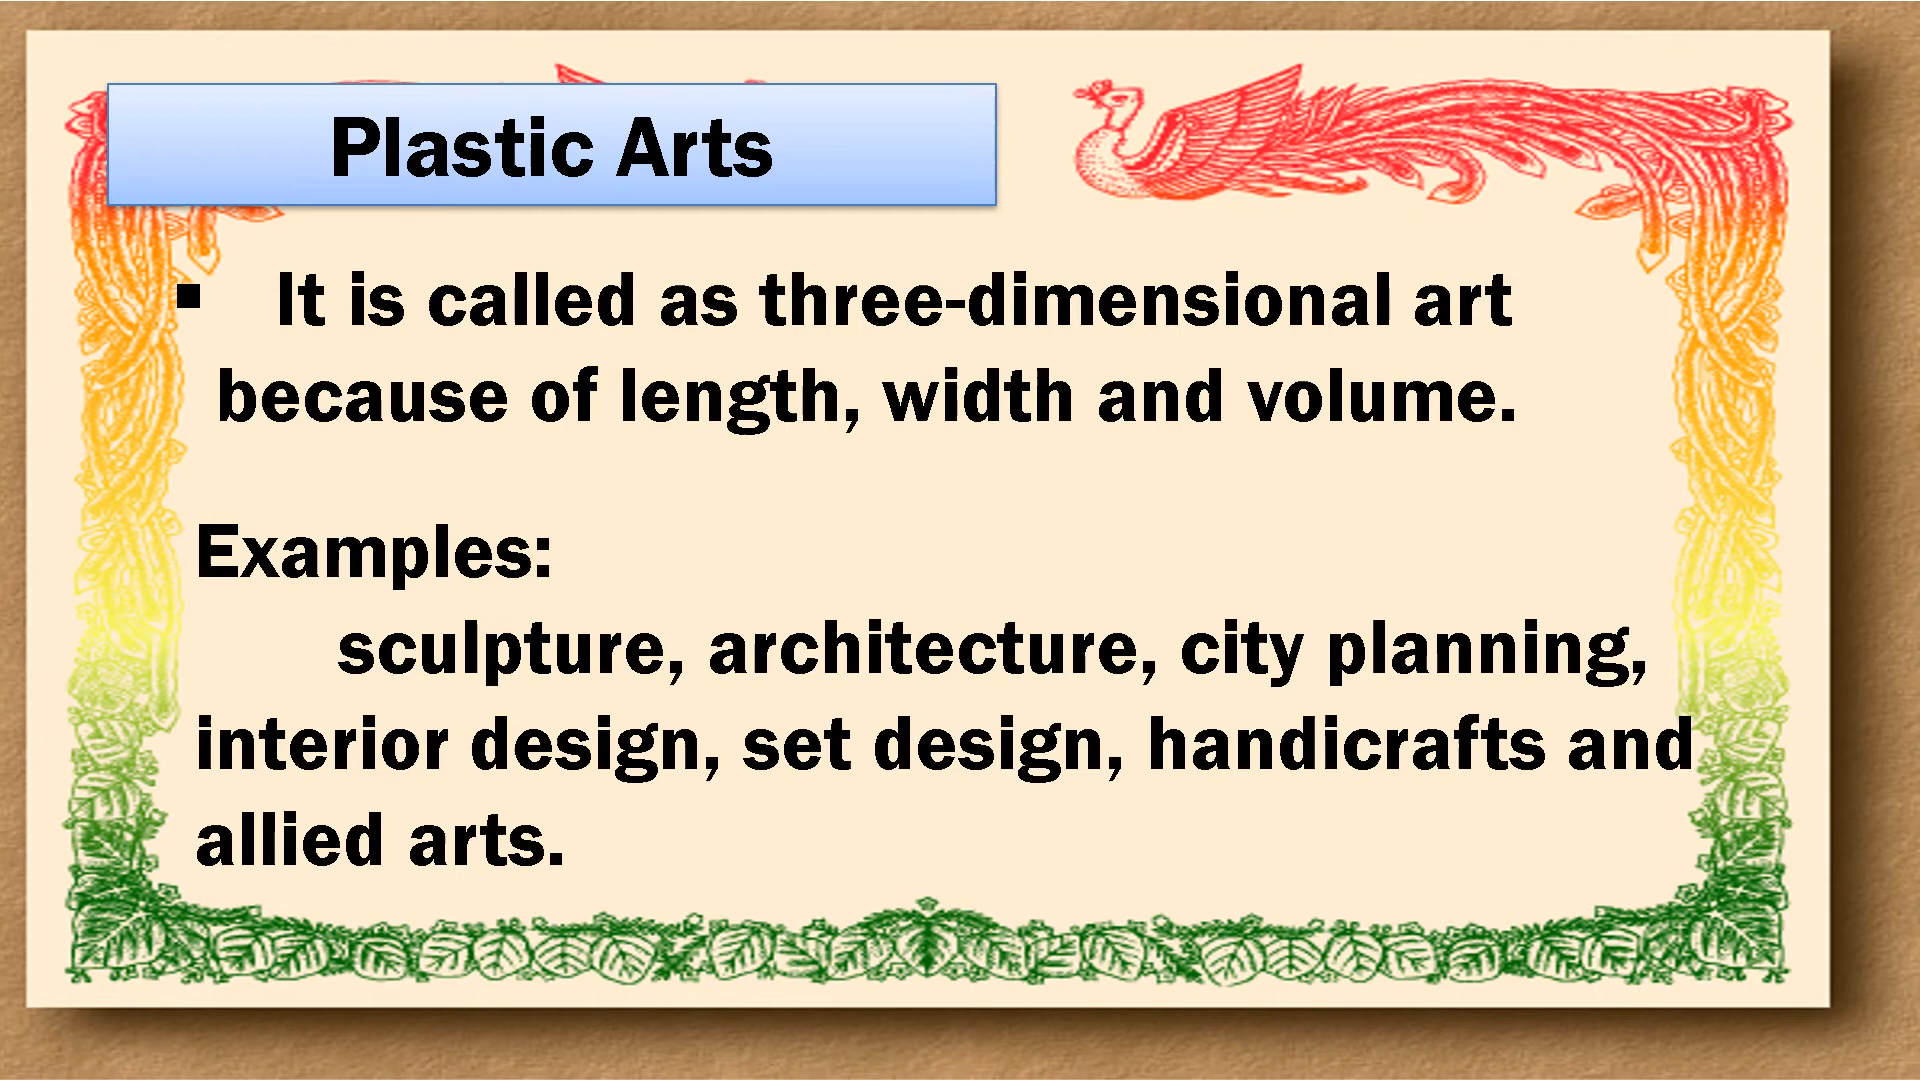 Plastic Arts
▪ It is called as three-dimensional art
because of length, width and volume.
Examples:
sculpture, architecture, city planning,
interior design, set design, handicrafts and
allied arts.